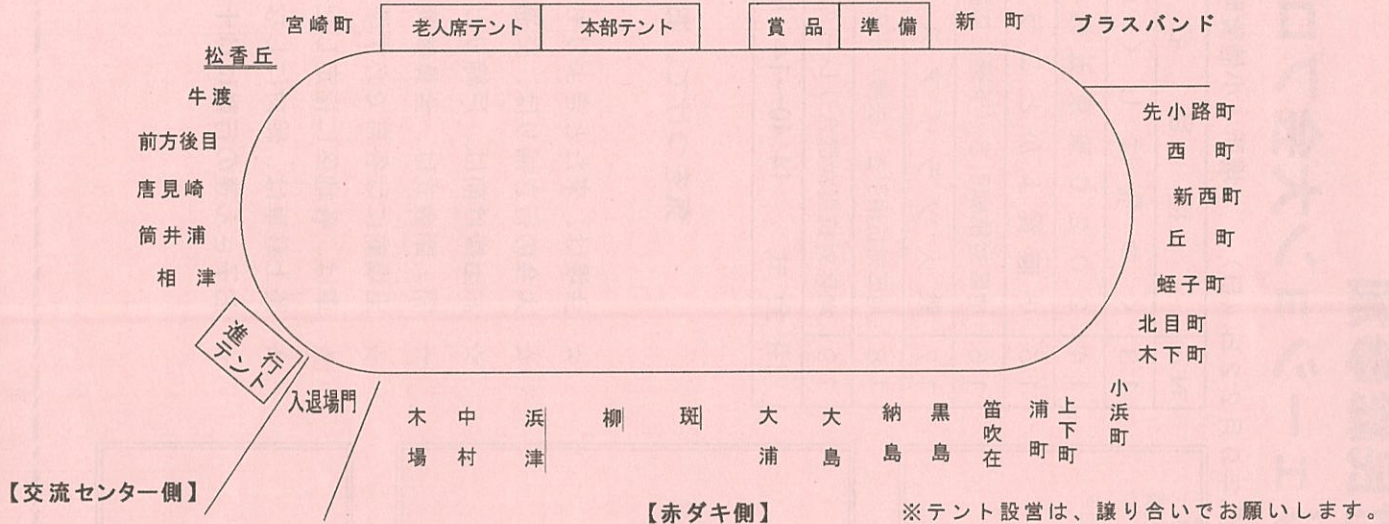 宮崎町
老人席テント
本部テント
賞品
準備
新町
ブラスバンド
松香丘
牛渡
前方後目
唐見崎
筒井浦
相津
進行テント
入退場門
先小路町
西町
新西町
丘町
蛭子町
北目町
木下町
小浜町
木場
中村
浜津
柳
斑
大浦
大島
納島
黒島
笛吹在
浦町
上下町
【交流センター側】
【赤ダキ側】
※テント設営は、譲り合いでお願いします。